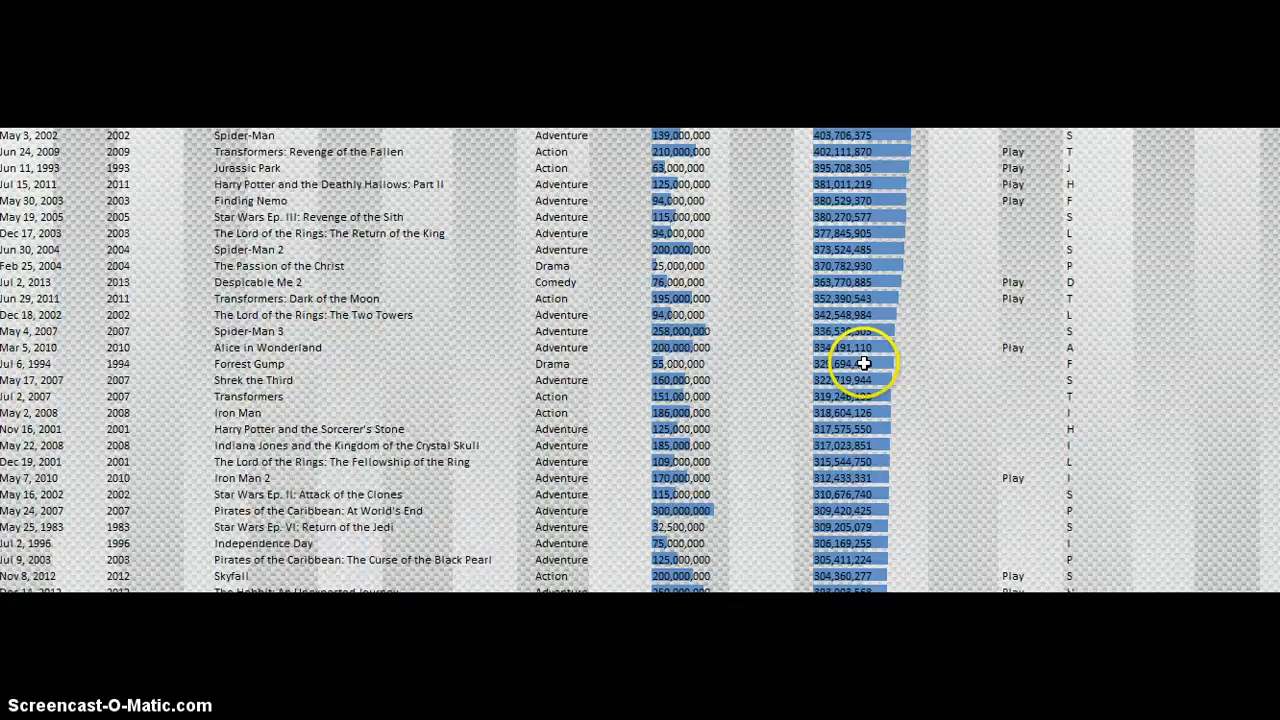 May 3, 2002 2002 Spider-Man Adventure 139,000,000 403,706,375 S
Jun 24, 2009 2009 Transformers: Revenge of the Fallen Action 210,000,000 402,111,870 Play T
Jun 11, 1993 1993 Jurassic Park Action 63,000,000 395,708,305 Play J
Jul 15, 2011 2011 Harry Potter and the Deathly Hallows: Part II Adventure 125,000,000 381,011,219 Play H
May 30, 2003 2003 Finding Nemo Adventure 94,000,000 380,529,370 Play F
May 19, 2005 2005 Star Wars Ep. III: Revenge of the Sith Adventure 115,000,000 380,270,577 S
Dec 17, 2003 2003 The Lord of the Rings: The Return of the King Adventure 94,000,000 377,845,905 L
Jun 30, 2004 2004 Spider-Man 2 Adventure 200,000,000 373,524,485 S
Feb 25, 2004 2004 The Passion of the Christ Drama 25,000,000 370,782,930 P
Jul 2, 2013 2013 Despicable Me 2 Comedy 76,000,000 363,770,885 Play D
Jun 29, 2011 2011 Transformers: Dark of the Moon Action 195,000,000 352,390,543 Play T
Dec 18, 2002 2002 The Lord of the Rings: The Two Towers Adventure 94,000,000 342,548,984 L
May 4, 2007 2007 Spider-Man 3 Adventure 258,000,000 S
Mar 5, 2010 2010 Alice in Wonderland Adventure 200,000,000 334,191,110 Play A
Jul 6, 1994 1994 Forrest Gump Drama 55,000,000 F
May 17, 2007 2007 Shrek the Third Adventure 160,000,000 322,719,944 S
Jul 2, 2007 2007 Transformers Action 151,000,000 T
May 2, 2008 2008 Iron Man Action 186,000,000 318,604,126 I
Nov 16, 2001 2001 Harry Potter and the Sorcerer's Stone Adventure 125,000,000 317,575,550 H
May 22, 2008 2008 Indiana Jones and the Kingdom of the Crystal Skull Adventure 185,000,000 317,023,851 I
Dec 19, 2001 2001 The Lord of the Rings: The Fellowship of the Ring Adventure 109,000,000 315,544,750 L
May 7, 2010 2010 Iron Man 2 Adventure 170,000,000 312,433,331 Play I
May 16, 2002 2002 Star Wars Ep. II: Attack of the Clones Adventure 115,000,000 310,676,740 S
May 24, 2007 2007 Pirates of the Caribbean: At World's End Adventure 300,000,000 309,420,425 P
May 25, 1983 1983 Star Wars Ep. VI: Return of the Jedi Adventure 32,500,000 309,205,079 S
Jul 2, 1996 1996 Independence Day Adventure 75,000,000 306,169,255 I
Jul 9, 2003 2003 Pirates of the Caribbean: The Curse of the Black Pearl Adventure 125,000,000 305,411,224 P
Nov 8, 2012 2012 Skyfall Action 200,000,000 304,360,277 Play S
The Hobbit: An Unexpected Journey
Screencast-O-Matic.com